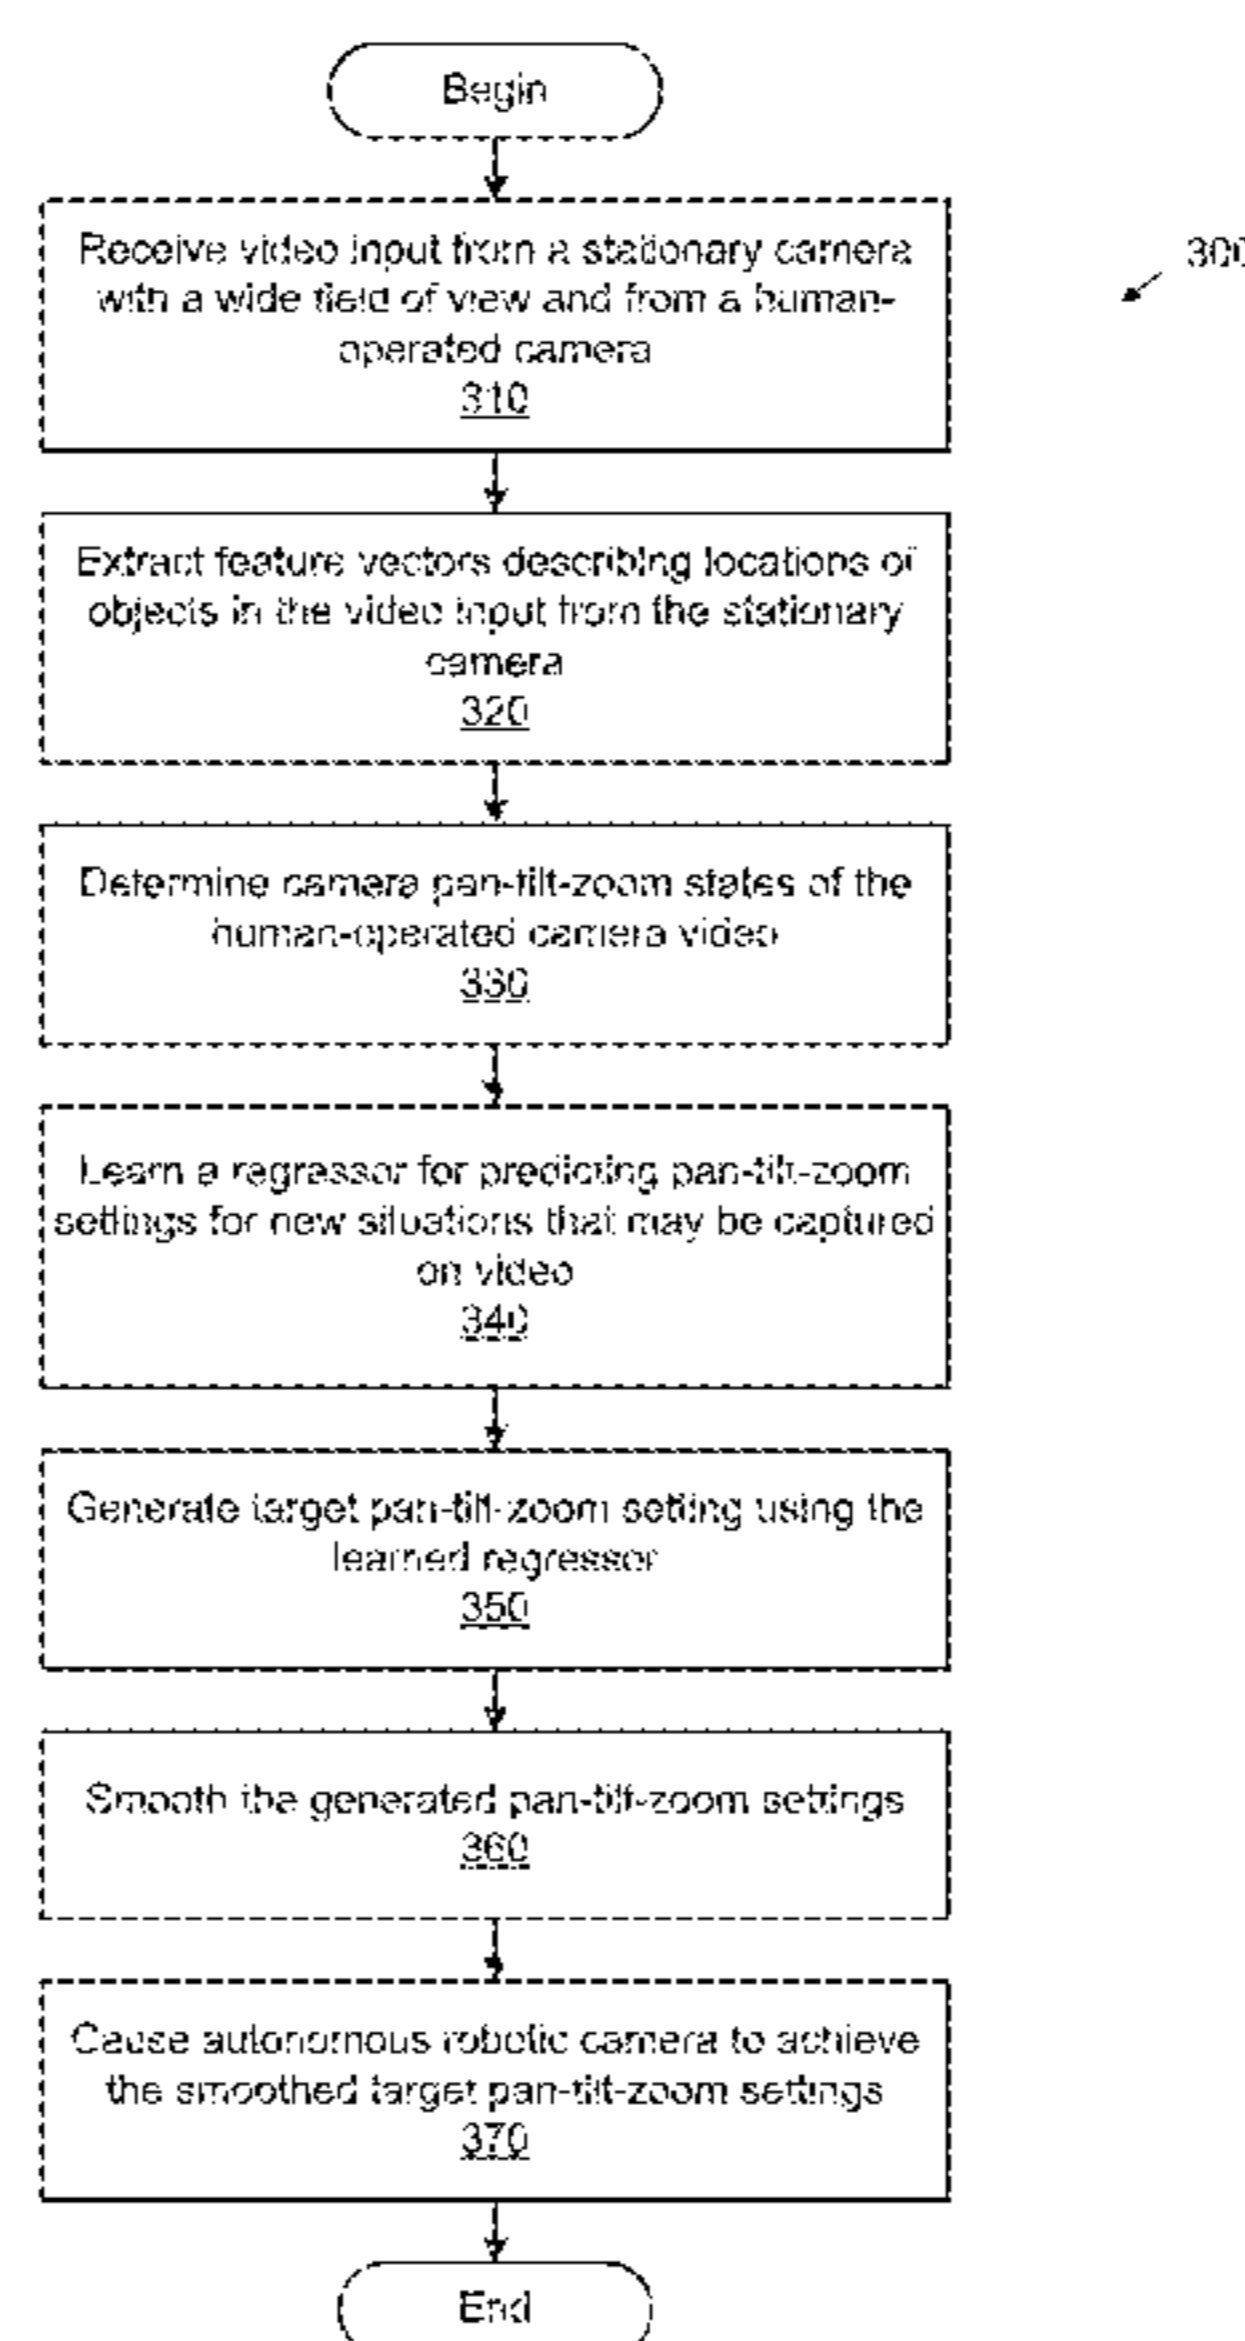 Begin
300
Receive video input from a stationary camera
with a wide field of view and from a human-
operated camera
310
Extract feature vectors describing locations of
objects in the video input from the stationary
camera
320
Determine camera pan-tilt-zoom states of the
human-operated camera video
330
Learn a regressor for predicting pan-tilt-zoom
settings for new situations that may be captured
on video
340
Generate target pan-tilt-zoom setting using the
learned regressor
350
Smooth the generated pan-tilt-zoom settings
360
Cause autonomous robotic camera to achieve
the smoothed target pan-tilt-zoom settings
370
End